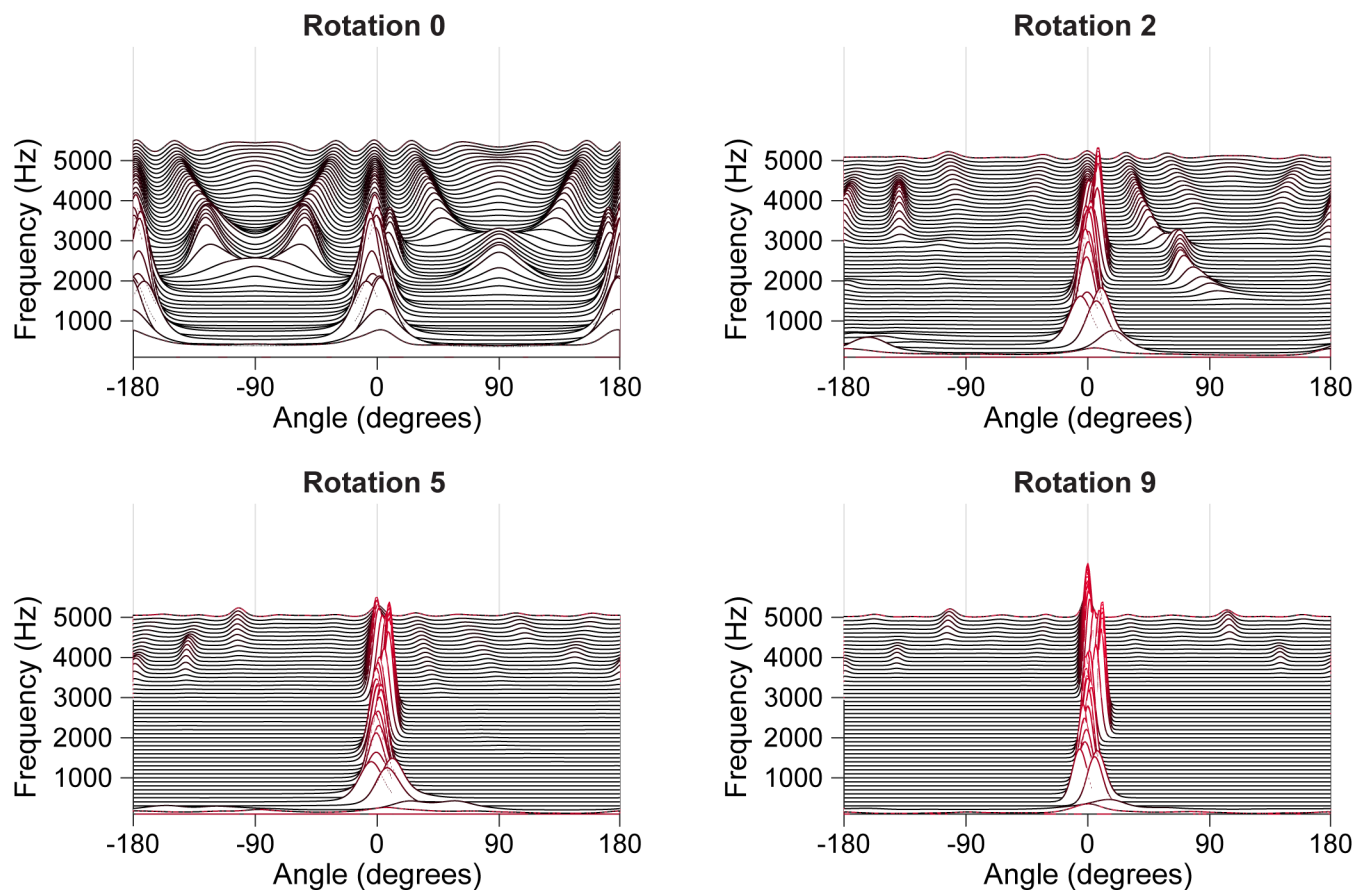 Rotation 0
Frequency (Hz)
5000
4000
3000
2000
1000
-180 -90 0 90 180
Angle (degrees)
Rotation 2
Frequency (Hz)
5000
4000
3000
2000
1000
-180 -90 0 90 180
Angle (degrees)
Rotation 5
Frequency (Hz)
5000
4000
3000
2000
1000
-180 -90 0 90 180
Angle (degrees)
Rotation 9
Frequency (Hz)
5000
4000
3000
2000
1000
-180 -90 0 90 180
Angle (degrees)